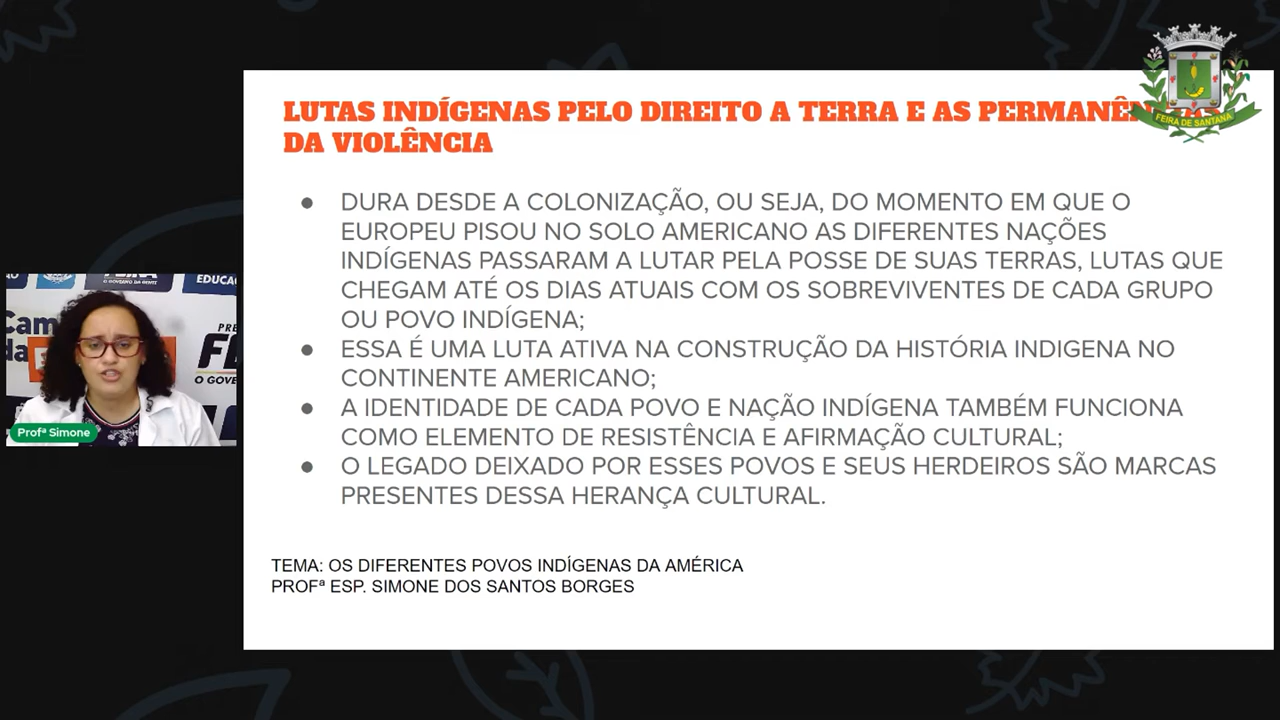 FEIRA DE SANTANA
LUTAS INDÍGENAS PELO DIREITO A TERRA E AS
DA VIOLÊNCIA
● DURA DESDE A COLONIZAÇÃO, OU SEJA, DO MOMENTO EM QUE O
EUROPEU PISOU NO SOLO AMERICANO AS DIFERENTES NAÇÕES
INDÍGENAS PASSARAM A LUTAR PELA POSSE DE SUAS TERRAS, LUTAS QUE
CHEGAM ATÉ OS DIAS ATUAIS COM OS SOBREVIVENTES DE CADA GRUPO
OU POVO INDÍGENA;
● ESSA É UMA LUTA ATIVA NA CONSTRUÇÃO DA HISTÓRIA INDIGENA NO
CONTINENTE AMERICANO;
● A IDENTIDADE DE CADA POVO E NAÇÃO INDÍGENA TAMBÉM FUNCIONA
COMO ELEMENTO DE RESISTÊNCIA E AFIRMAÇÃO CULTURAL;
● O LEGADO DEIXADO POR ESSES POVOS E SEUS HERDEIROS SÃO MARCAS
PRESENTES DESSA HERANÇA CULTURAL.
TEMA: OS DIFERENTES POVOS INDÍGENAS DA AMÉRICA
PROFª ESP. SIMONE DOS SANTOS BORGES
O GOVERNO DA GENTE
da
Profª Simone